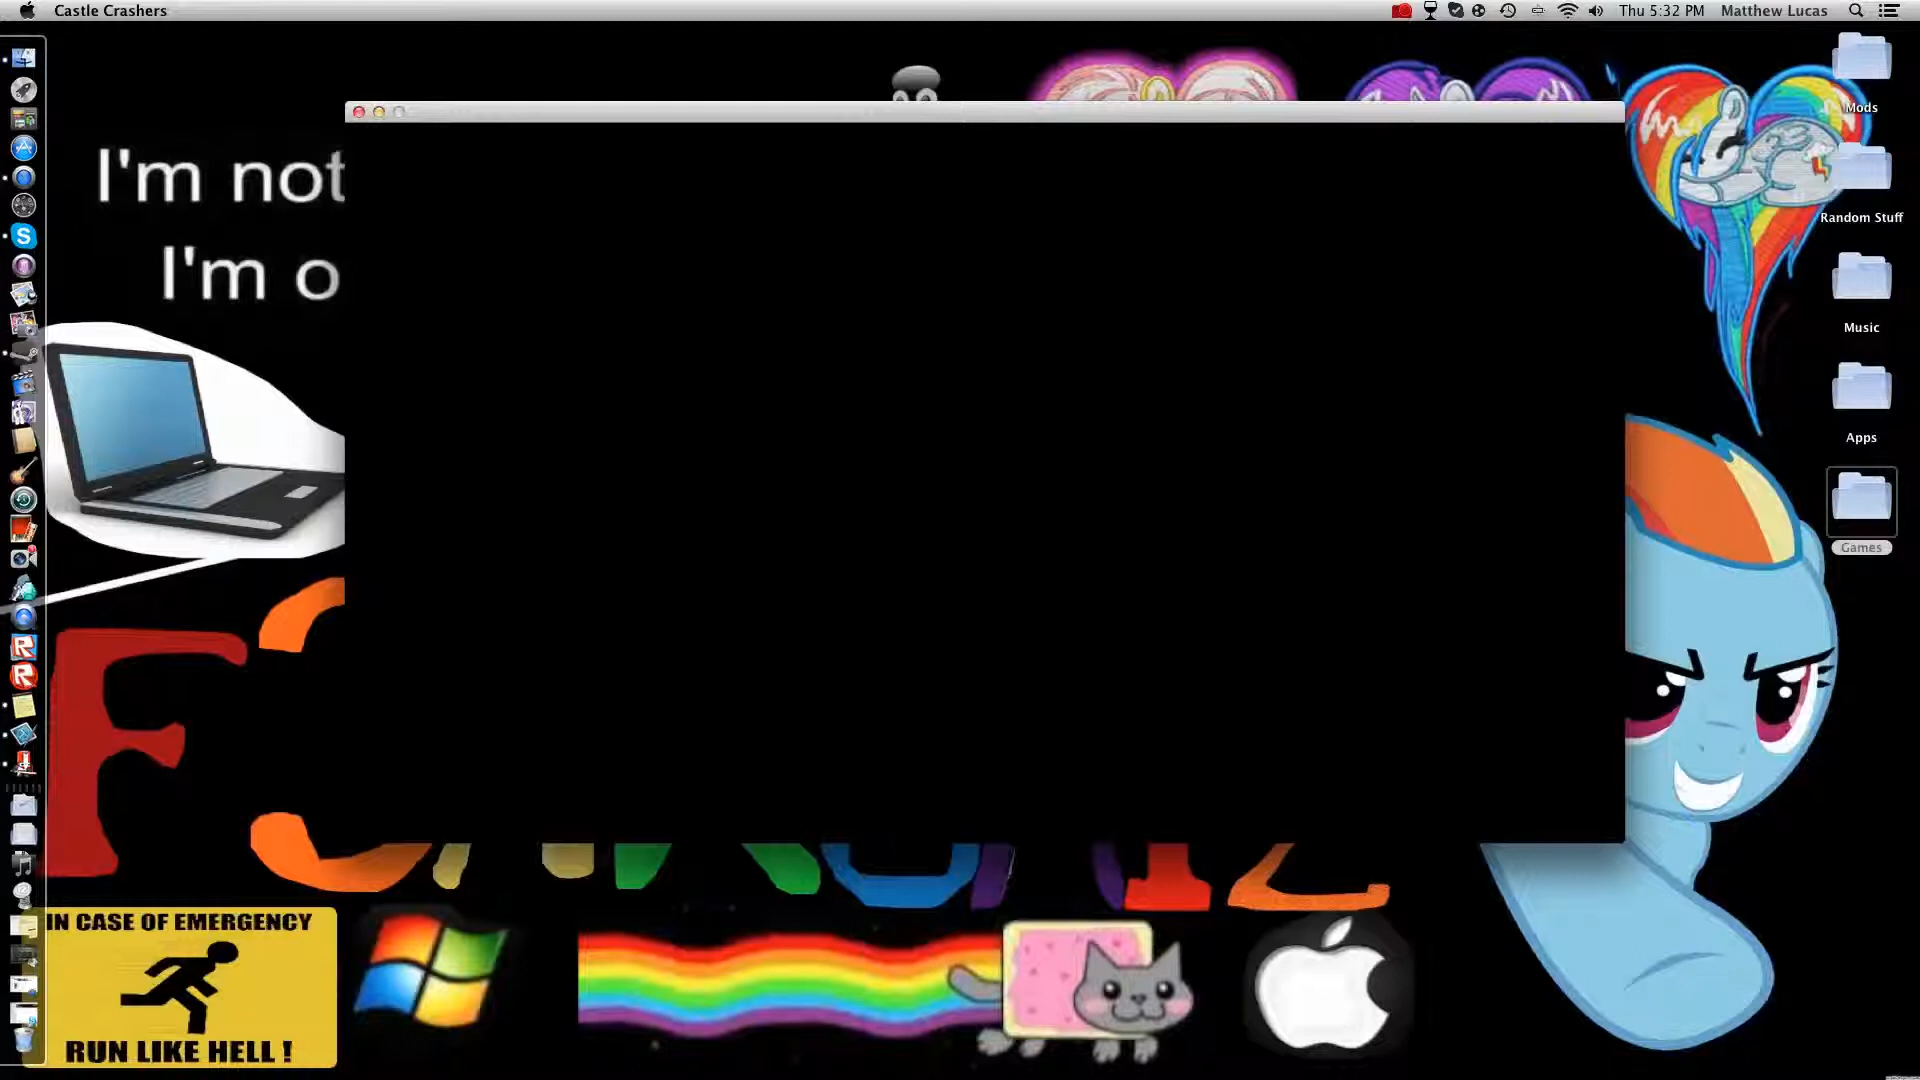 Castle Crashers
Thu 5:32 PM
Matthew Lucas
Mods
Random Stuff
Music
Apps
Games
I'm not
I'm o
IN CASE OF EMERGENCY
RUN LIKE HELL !